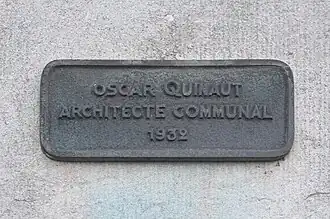 OSCAR QUINAUT
ARCHITECTE COMMUNAL
1932